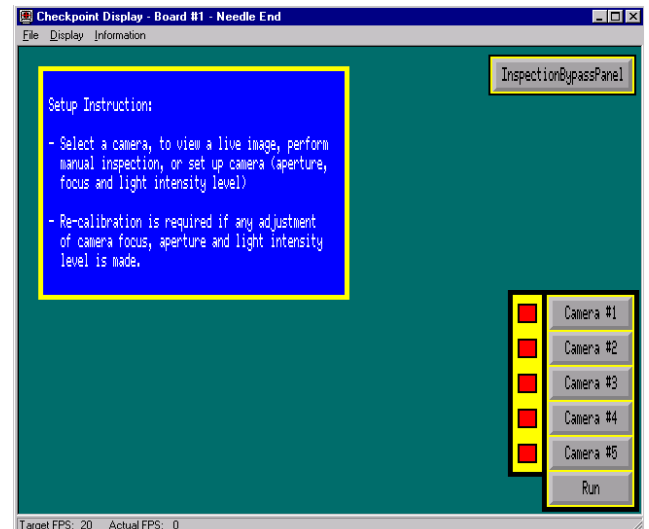 Checkpoint Display - Board #1 - Needle End
File Display Information
InspectionBypassPanel
Setup Instruction:
- Select a camera, to view a live image, perform
manual inspection, or set up camera (aperture,
focus and light intensity level)
- Re-calibration is required if any adjustment
of camera focus, aperture and light intensity
level is made.
Camera #1
Camera #2
Camera #3
Camera #4
Camera #5
Run
Target FPS: 20 Actual FPS: 0